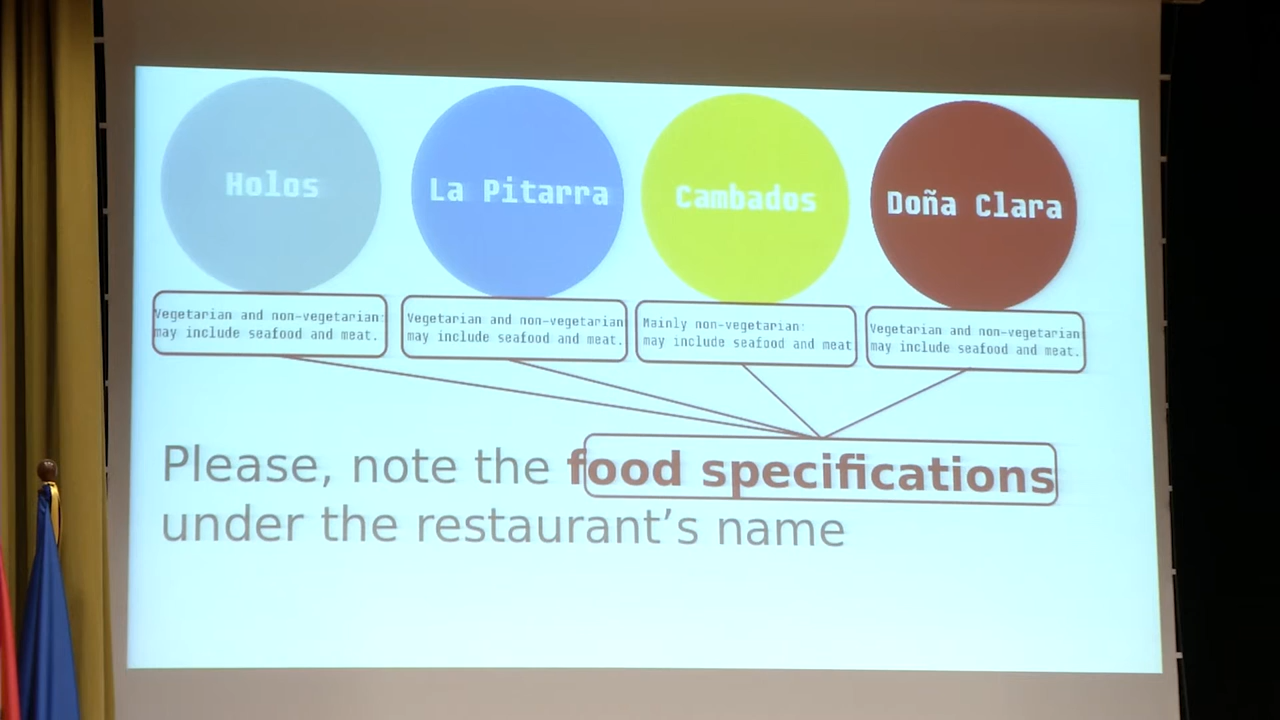 Holos
La Pitarra
Cambados
Doña Clara
Vegetarian and non-vegetarian:
may include seafood and meat.
Vegetarian and non-vegetarian
may include seafood and meat.
Mainly non-vegetarian:
may include seafood and meat
Vegetarian and non-vegetarian
may include seafood and meat.
Please, note the food specifications
under the restaurant’s name